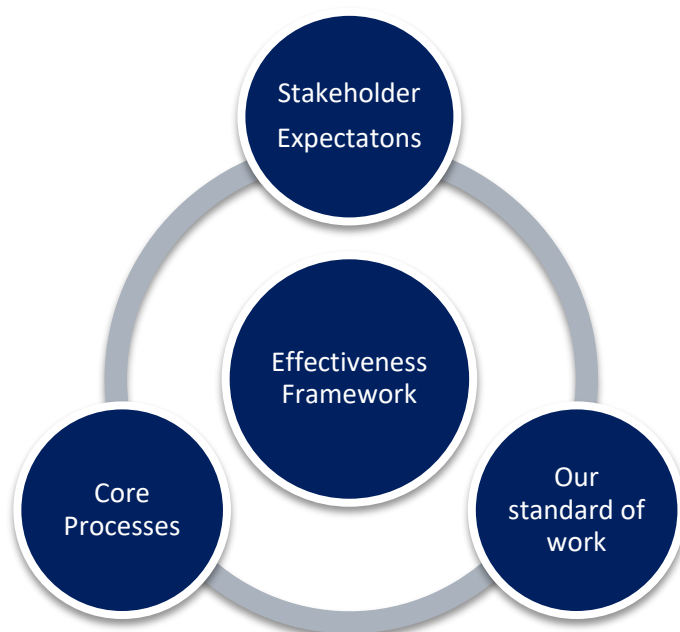 Stakeholder
Expectatons
Effectiveness
Framework
Core
Processes
Our
standard of
work